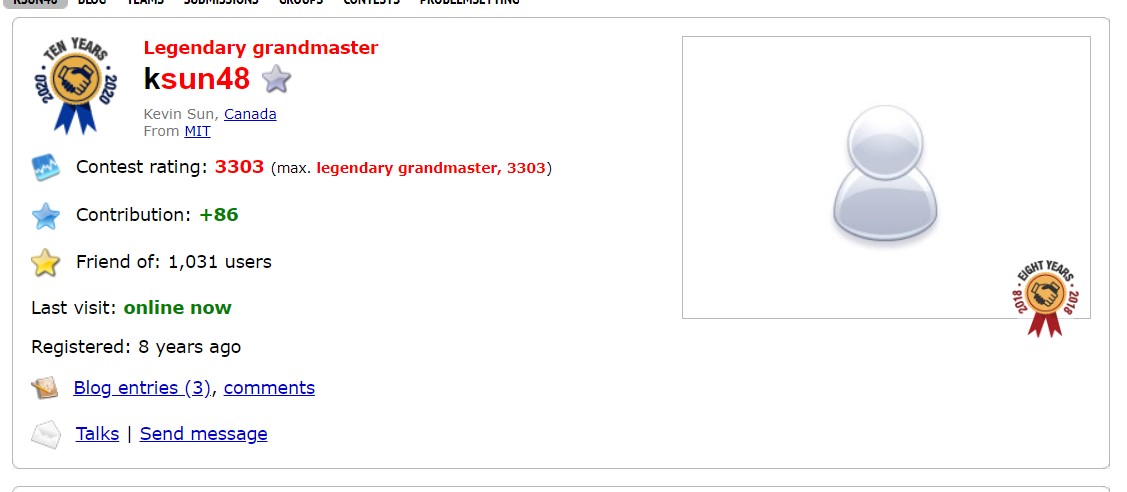 KSUN48 BLOG TEAMS SUBMISSIONS GROUPS CONTESTS PROBLEMSETTING
TEN YEARS
2020 2020
Legendary grandmaster
ksun48
Kevin Sun, Canada
From MIT
Contest rating: 3303 (max. legendary grandmaster, 3303)
Contribution: +86
Friend of: 1,031 users
Last visit: online now
Registered: 8 years ago
Blog entries (3), comments
Talks | Send message
EIGHT YEARS
2018 2018